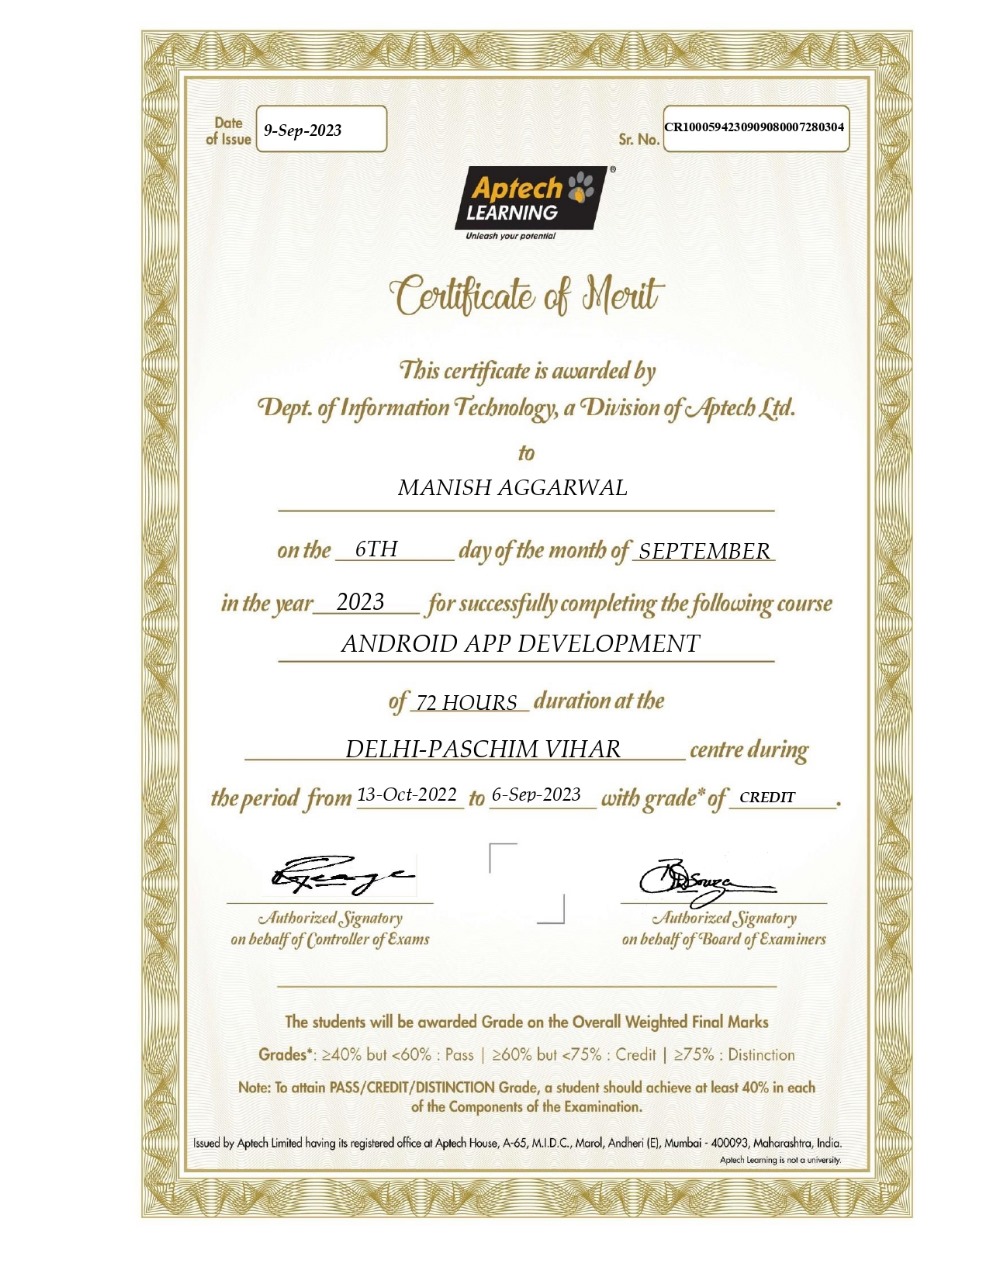 Date of Issue
9-Sep-2023
Sr. No.
CR1000594230909080007280304
Aptech
LEARNING
®
Unleash your potential
Certificate of Merit
This certificate is awarded by
Dept. of Information Technology, a Division of Aptech Ltd.
to
MANISH AGGARWAL
on the 6TH day of the month of SEPTEMBER
in the year 2023 for successfully completing the following course
ANDROID APP DEVELOPMENT
of 72 HOURS duration at the
DELHI-PASCHIM VIHAR centre during
the period from 13-Oct-2022 to 6-Sep-2023 with grade* of CREDIT .
Authorized Signatory
on behalf of Controller of Exams
Authorized Signatory
on behalf of Board of Examiners
The students will be awarded Grade on the Overall Weighted Final Marks
Grades*: ≥40% but <60% : Pass | ≥60% but <75% : Credit | ≥75% : Distinction
Note: To attain PASS/CREDIT/DISTINCTION Grade, a student should achieve at least 40% in each
of the Components of the Examination.
Issued by Aptech Limited having its registered office at Aptech House, A-65, M.I.D.C., Marol, Andheri (E), Mumbai - 400093, Maharashtra, India.
Aptech Learning is not a university.